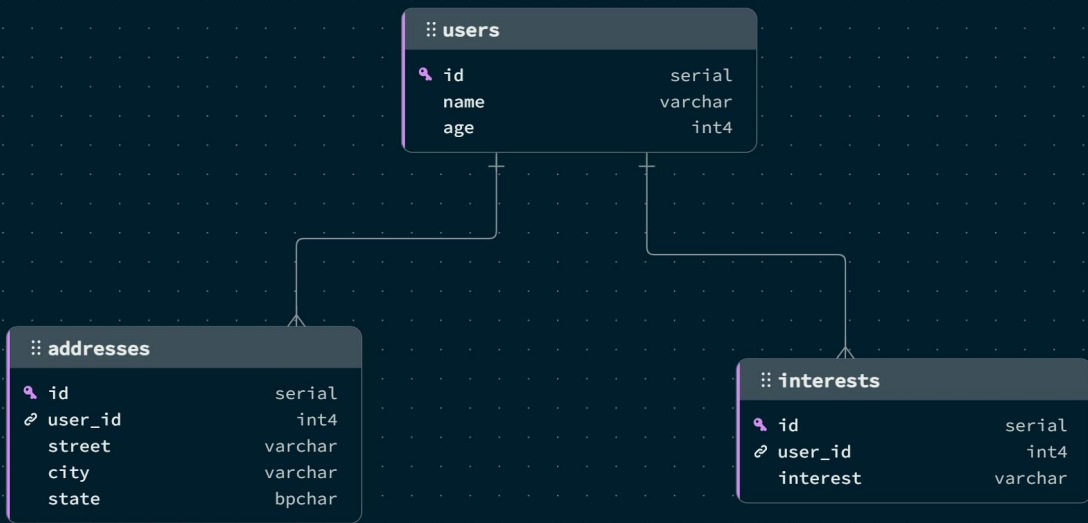 users
id serial
name varchar
age int4
addresses
id serial
user_id int4
street varchar
city varchar
state bpchar
interests
id serial
user_id int4
interest varchar